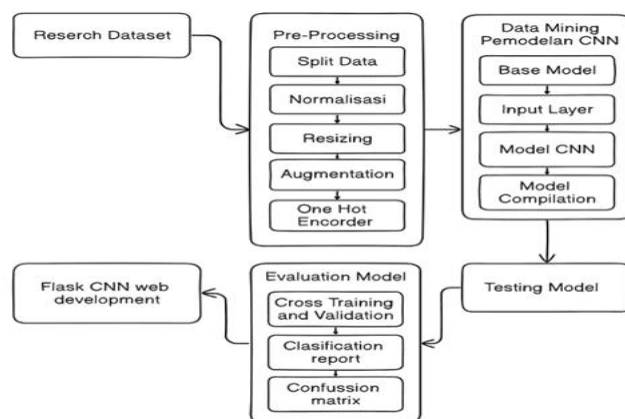 Reserch Dataset
Pre-Processing
Split Data
Normalisasi
Resizing
Augmentation
One Hot
Encorder
Data Mining
Pemodelan CNN
Base Model
Input Layer
Model CNN
Model
Compilation
Testing Model
Evaluation Model
Cross Training
and Validation
Clasification
report
Confussion
matrix
Flask CNN web
development